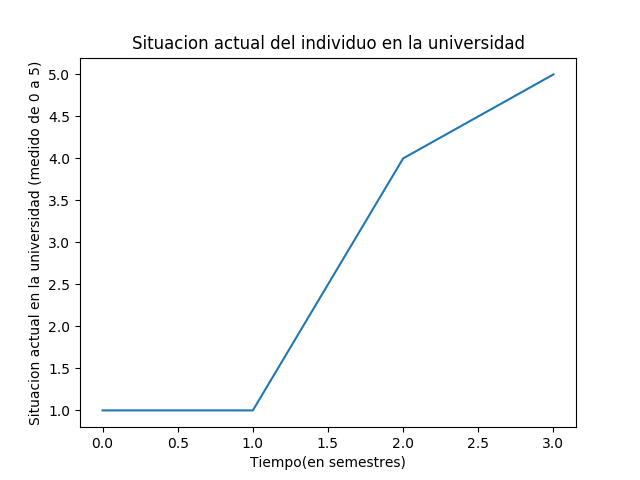 Situacion actual del individuo en la universidad
Situacion actual en la universidad (medido de 0 a 5)
5.0
4.5
4.0
3.5
3.0
2.5
2.0
1.5
1.0
0.0 0.5 1.0 1.5 2.0 2.5 3.0
Tiempo(en semestres)